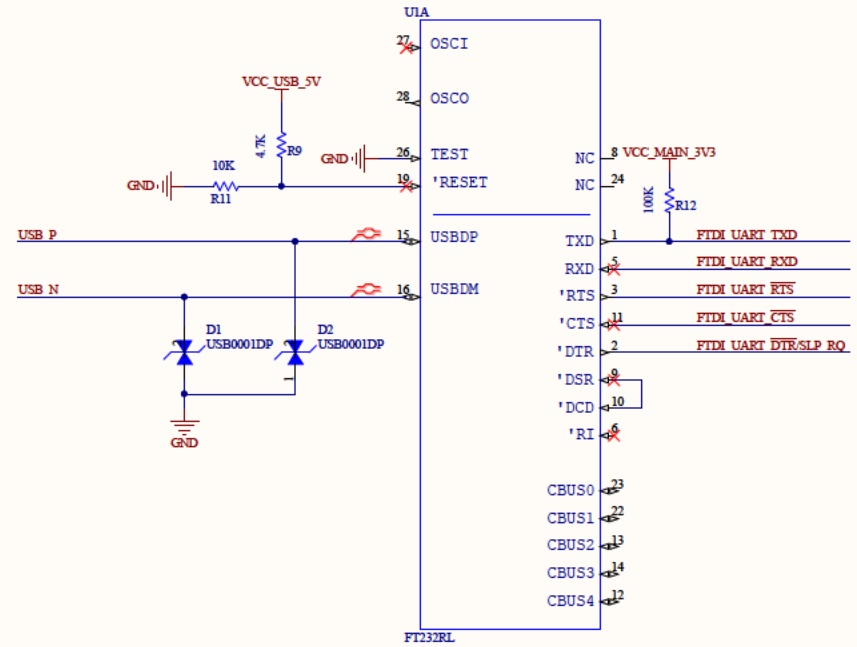 U1A
27 OSCI
VCC_USB_5V
28 OSCO
4.7K R9
GND 26 TEST
NC 8 VCC_MAIN_3V3
10K
GND 19 'RESET
NC 24
R11
100K R12
USB_P 15 USBDP
TXD 1 FTDI_UART_TXD
RXD 5 FTDI_UART_RXD
USB_N 16 USBDM
'RTS 3 FTDI_UART_RTS
'CTS 11 FTDI_UART_CTS
D1
USB0001DP
D2
USB0001DP
2
2
1
'DTR 2 FTDI_UART_DTR/SLP_RQ
'DSR 9
'DCD 10
'RI 6
GND
CBUS0 23
CBUS1 22
CBUS2 13
CBUS3 14
CBUS4 12
FT232RL